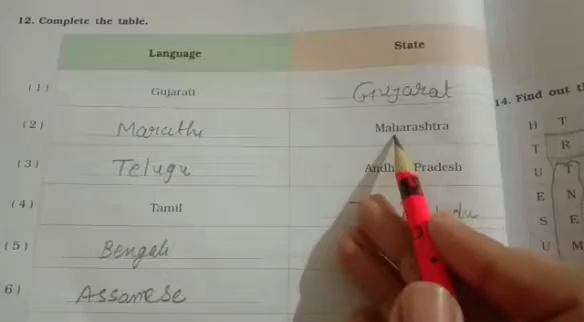 12. Complete the table.
Language State
(1) Gujarati Gujarat
(2) Marathi Maharashtra
(3) Telugu Pradesh
(4) Tamil
(5) Bengali
6) Assamese
14. Find out
H T
T R
U T
E N
S E
U M